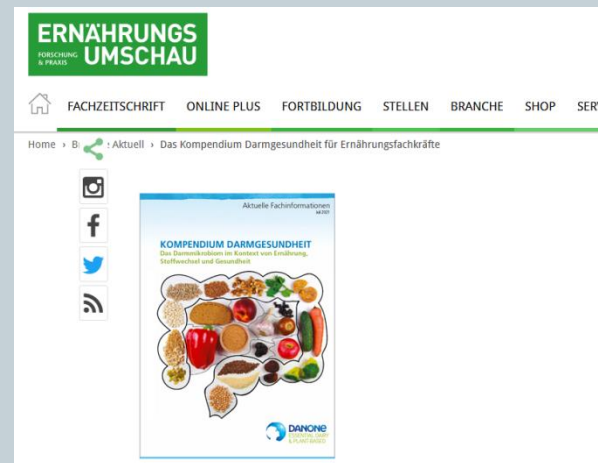 ERNÄHRUNGS
FORSCHUNG & PRAXIS UMSCHAU
FACHZEITSCHRIFT ONLINE PLUS FORTBILDUNG STELLEN BRANCHE SHOP SER
Home › B Aktuell › Das Kompendium Darmgesundheit für Ernährungsfachkräfte
Aktuelle Fachinformationen
KOMPENDIUM DARMGESUNDHEIT
Das Darmmikrobiom im Kontext von Ernährung,
Stoffwechsel und Gesundheit
DANONE
ESSENTIAL DAIRY
& PLANT-BASED